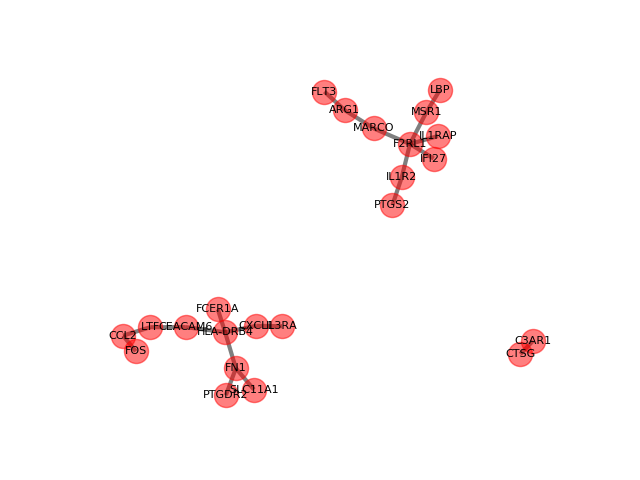 LBP
FLT3
ARG1
MSR1
MARCO
IL1RAP
F2RL1
IFI27
IL1R2
PTGS2
FCER1A
LTF
CEACAM6
CXCL1
IL3RA
HLA-DRB4
CCL2
FOS
C3AR1
CTSG
FN1
SLC11A1
PTGDR2